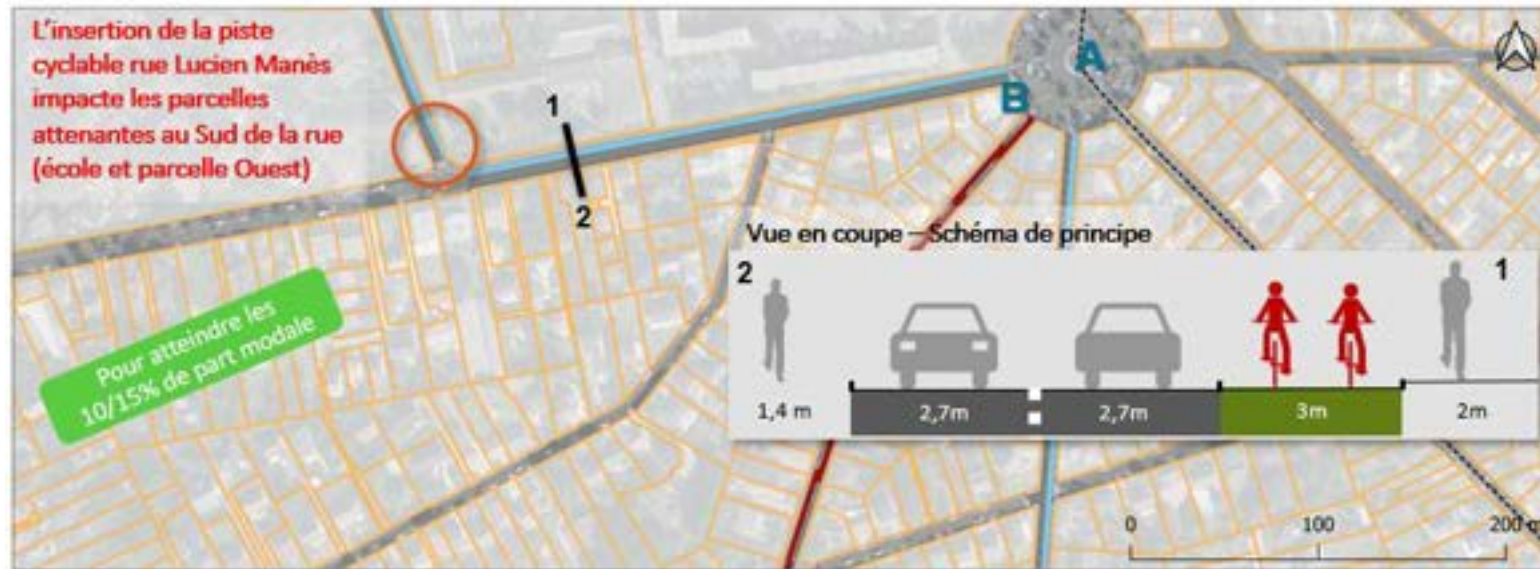 L'insertion de la piste
cyclable rue Lucien Manès
impacte les parcelles
attenantes au Sud de la rue
(école et parcelle Ouest)
1
2
A
B
Pour atteindre les
10/15% de part modale
Vue en coupe – Schéma de principe
2
1
1,4 m
2,7m
2,7m
3m
2m
0
100
200